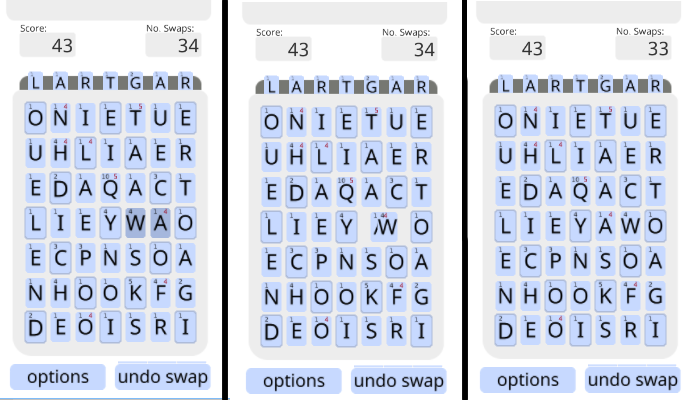 Score: No. Swaps:
43 34
L A R T G A R
O N I E T U E
U H L I A E R
E D A Q A C T
L I E Y W A O
E C P N S O A
N H O O K F G
D E O I S R I
options undo swap
Score: No. Swaps:
43 34
L A R T G A R
O N I E T U E
U H L I A E R
E D A Q A C T
L I E Y W O
E C P N S O A
N H O O K F G
D E O I S R I
options undo swap
Score: No. Swaps:
43 33
L A R T G A R
O N I E T U E
U H L I A E R
E D A Q A C T
L I E Y A W O
E C P N S O A
N H O O K F G
D E O I S R I
options undo swap